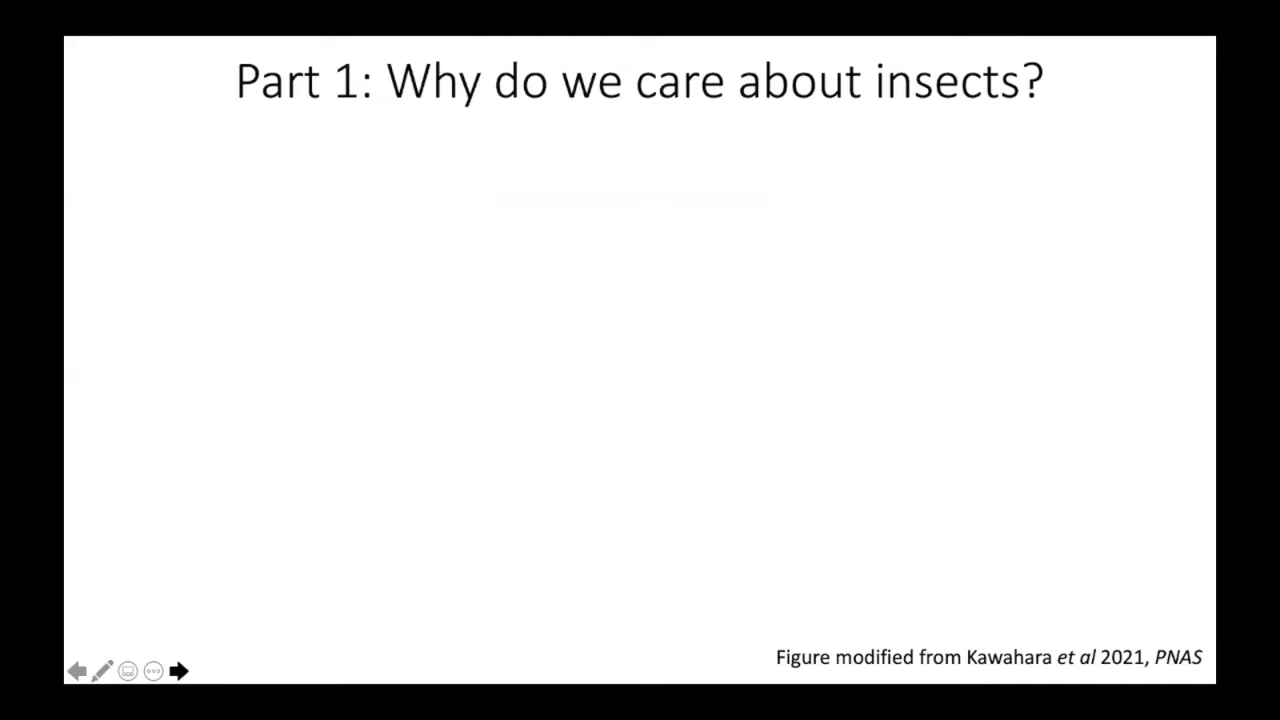 Part 1: Why do we care about insects?
Figure modified from Kawahara et al 2021, PNAS